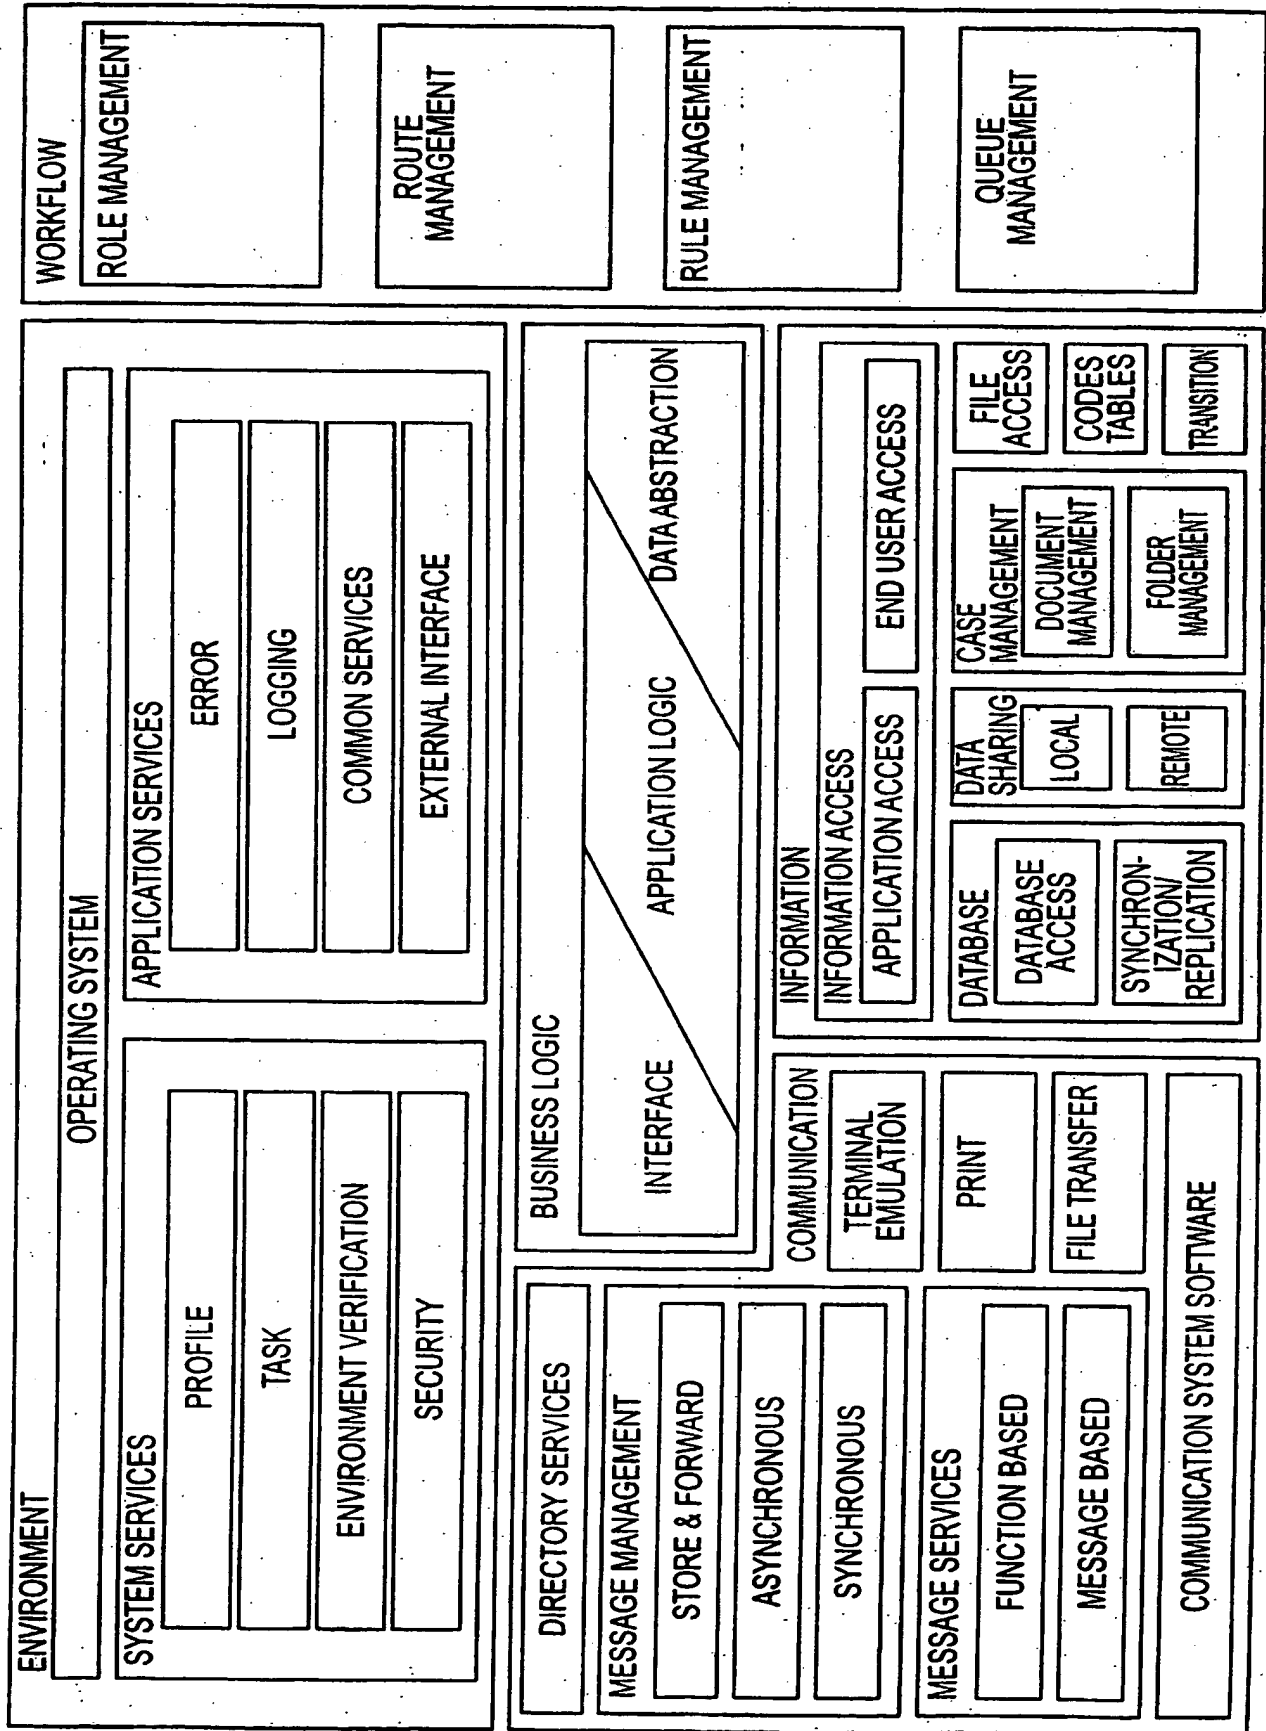 ENVIRONMENT
OPERATING SYSTEM
SYSTEM SERVICES
PROFILE
TASK
ENVIRONMENT VERIFICATION
SECURITY
APPLICATION SERVICES
ERROR
LOGGING
COMMON SERVICES
EXTERNAL INTERFACE
WORKFLOW
ROLE MANAGEMENT
ROUTE
MANAGEMENT
RULE MANAGEMENT
QUEUE
MANAGEMENT
BUSINESS LOGIC
INTERFACE
APPLICATION LOGIC
DATA ABSTRACTION
DIRECTORY SERVICES
MESSAGE MANAGEMENT
STORE & FORWARD
ASYNCHRONOUS
SYNCHRONOUS
MESSAGE SERVICES
FUNCTION BASED
MESSAGE BASED
COMMUNICATION
TERMINAL
EMULATION
PRINT
FILE TRANSFER
COMMUNICATION SYSTEM SOFTWARE
INFORMATION
INFORMATION ACCESS
APPLICATION ACCESS
END USER ACCESS
DATABASE
DATABASE
ACCESS
SYNCHRON-
IZATION/
REPLICATION
DATA
SHARING
LOCAL
REMOTE
CASE
MANAGEMENT
DOCUMENT
MANAGEMENT
FOLDER
MANAGEMENT
FILE
ACCESS
CODES
TABLES
TRANSITION